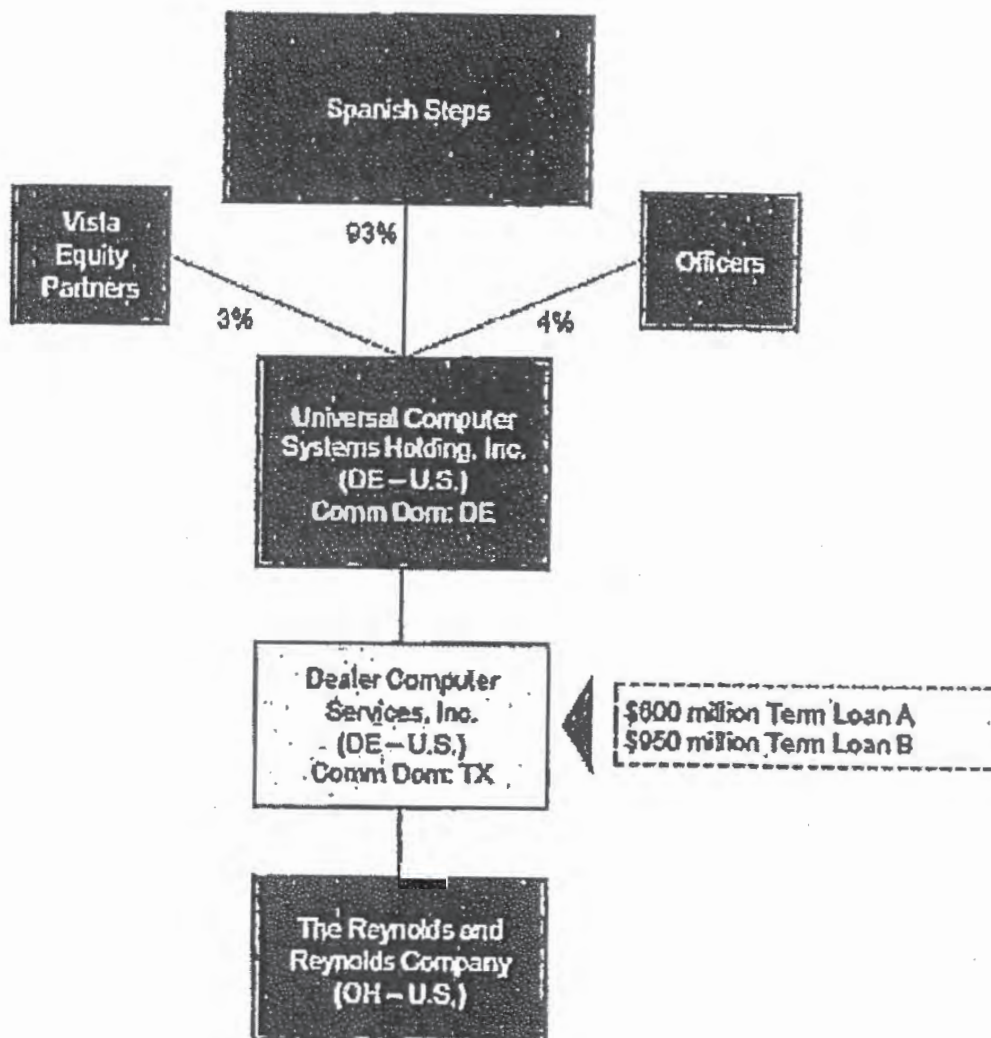 Spanish Steps
Vista
Equity
Partners
93%
Officers
3%
4%
Universal Computer
Systems Holding, Inc.
(DE – U.S.)
Comm Dom: DE
Dealer Computer
Services, Inc.
(DE – U.S.)
Comm Dom: TX
$600 million Term Loan A
$950 million Term Loan B
The Reynolds and
Reynolds Company
(OH – U.S.)